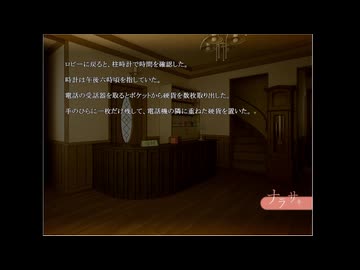 ロビーに戻ると、柱時計で時間を確認した。
時計は午後六時頃を指していた。
電話の受話器を取るとポケットから硬貨を数枚取り出した。
手のひらに一枚だけ残して、電話機の隣に重ねた硬貨を置いた。
ナラサキ